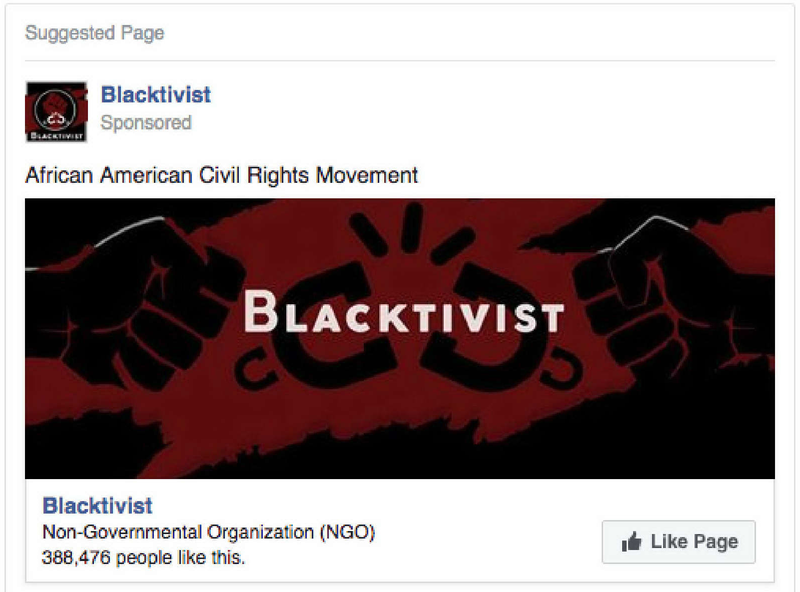 Suggested Page
Blacktivist
Sponsored
BLACKTIVIST
African American Civil Rights Movement
BLACKTIVIST
Blacktivist
Non-Governmental Organization (NGO)
388,476 people like this.
Like Page